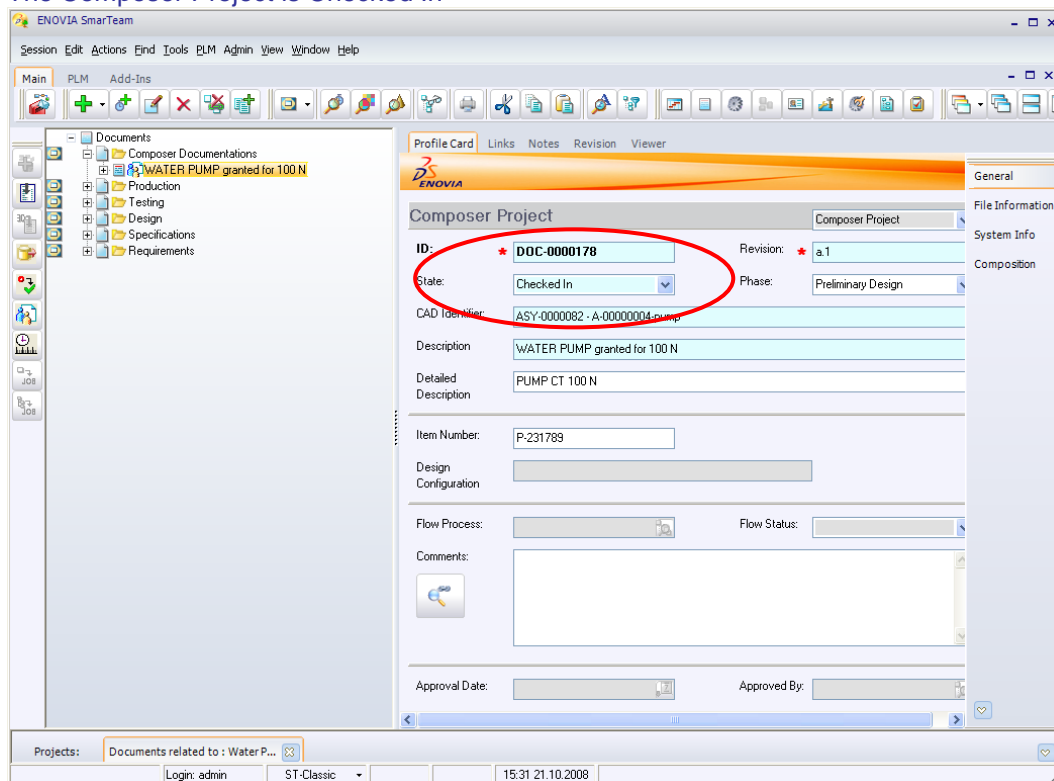 The Composer Project is Checked In
ENOVIA SmarTeam
Session Edit Actions Find Tools PLM Admin View Window Help
Main PLM Add-Ins
Documents
Composer Documentations
WATER PUMP granted for 100 N
Production
Testing
Design
Specifications
Requirements
JOB
JOB
Profile Card Links Notes Revision Viewer
ENOVIA
Composer Project Composer Project
ID: * DOC-0000178 Revision: * a.1
State: Checked In Phase: Preliminary Design
CAD Identifier: ASY-0000082 - A-00000004-pump
Description WATER PUMP granted for 100 N
Detailed Description PUMP CT 100 N
Item Number: P-231789
Design Configuration
Flow Process: Flow Status:
Comments:
Approval Date: Approved By:
General
File Information
System Info
Composition
Projects: Documents related to : Water P...
Login: admin ST-Classic 15:31 21.10.2008